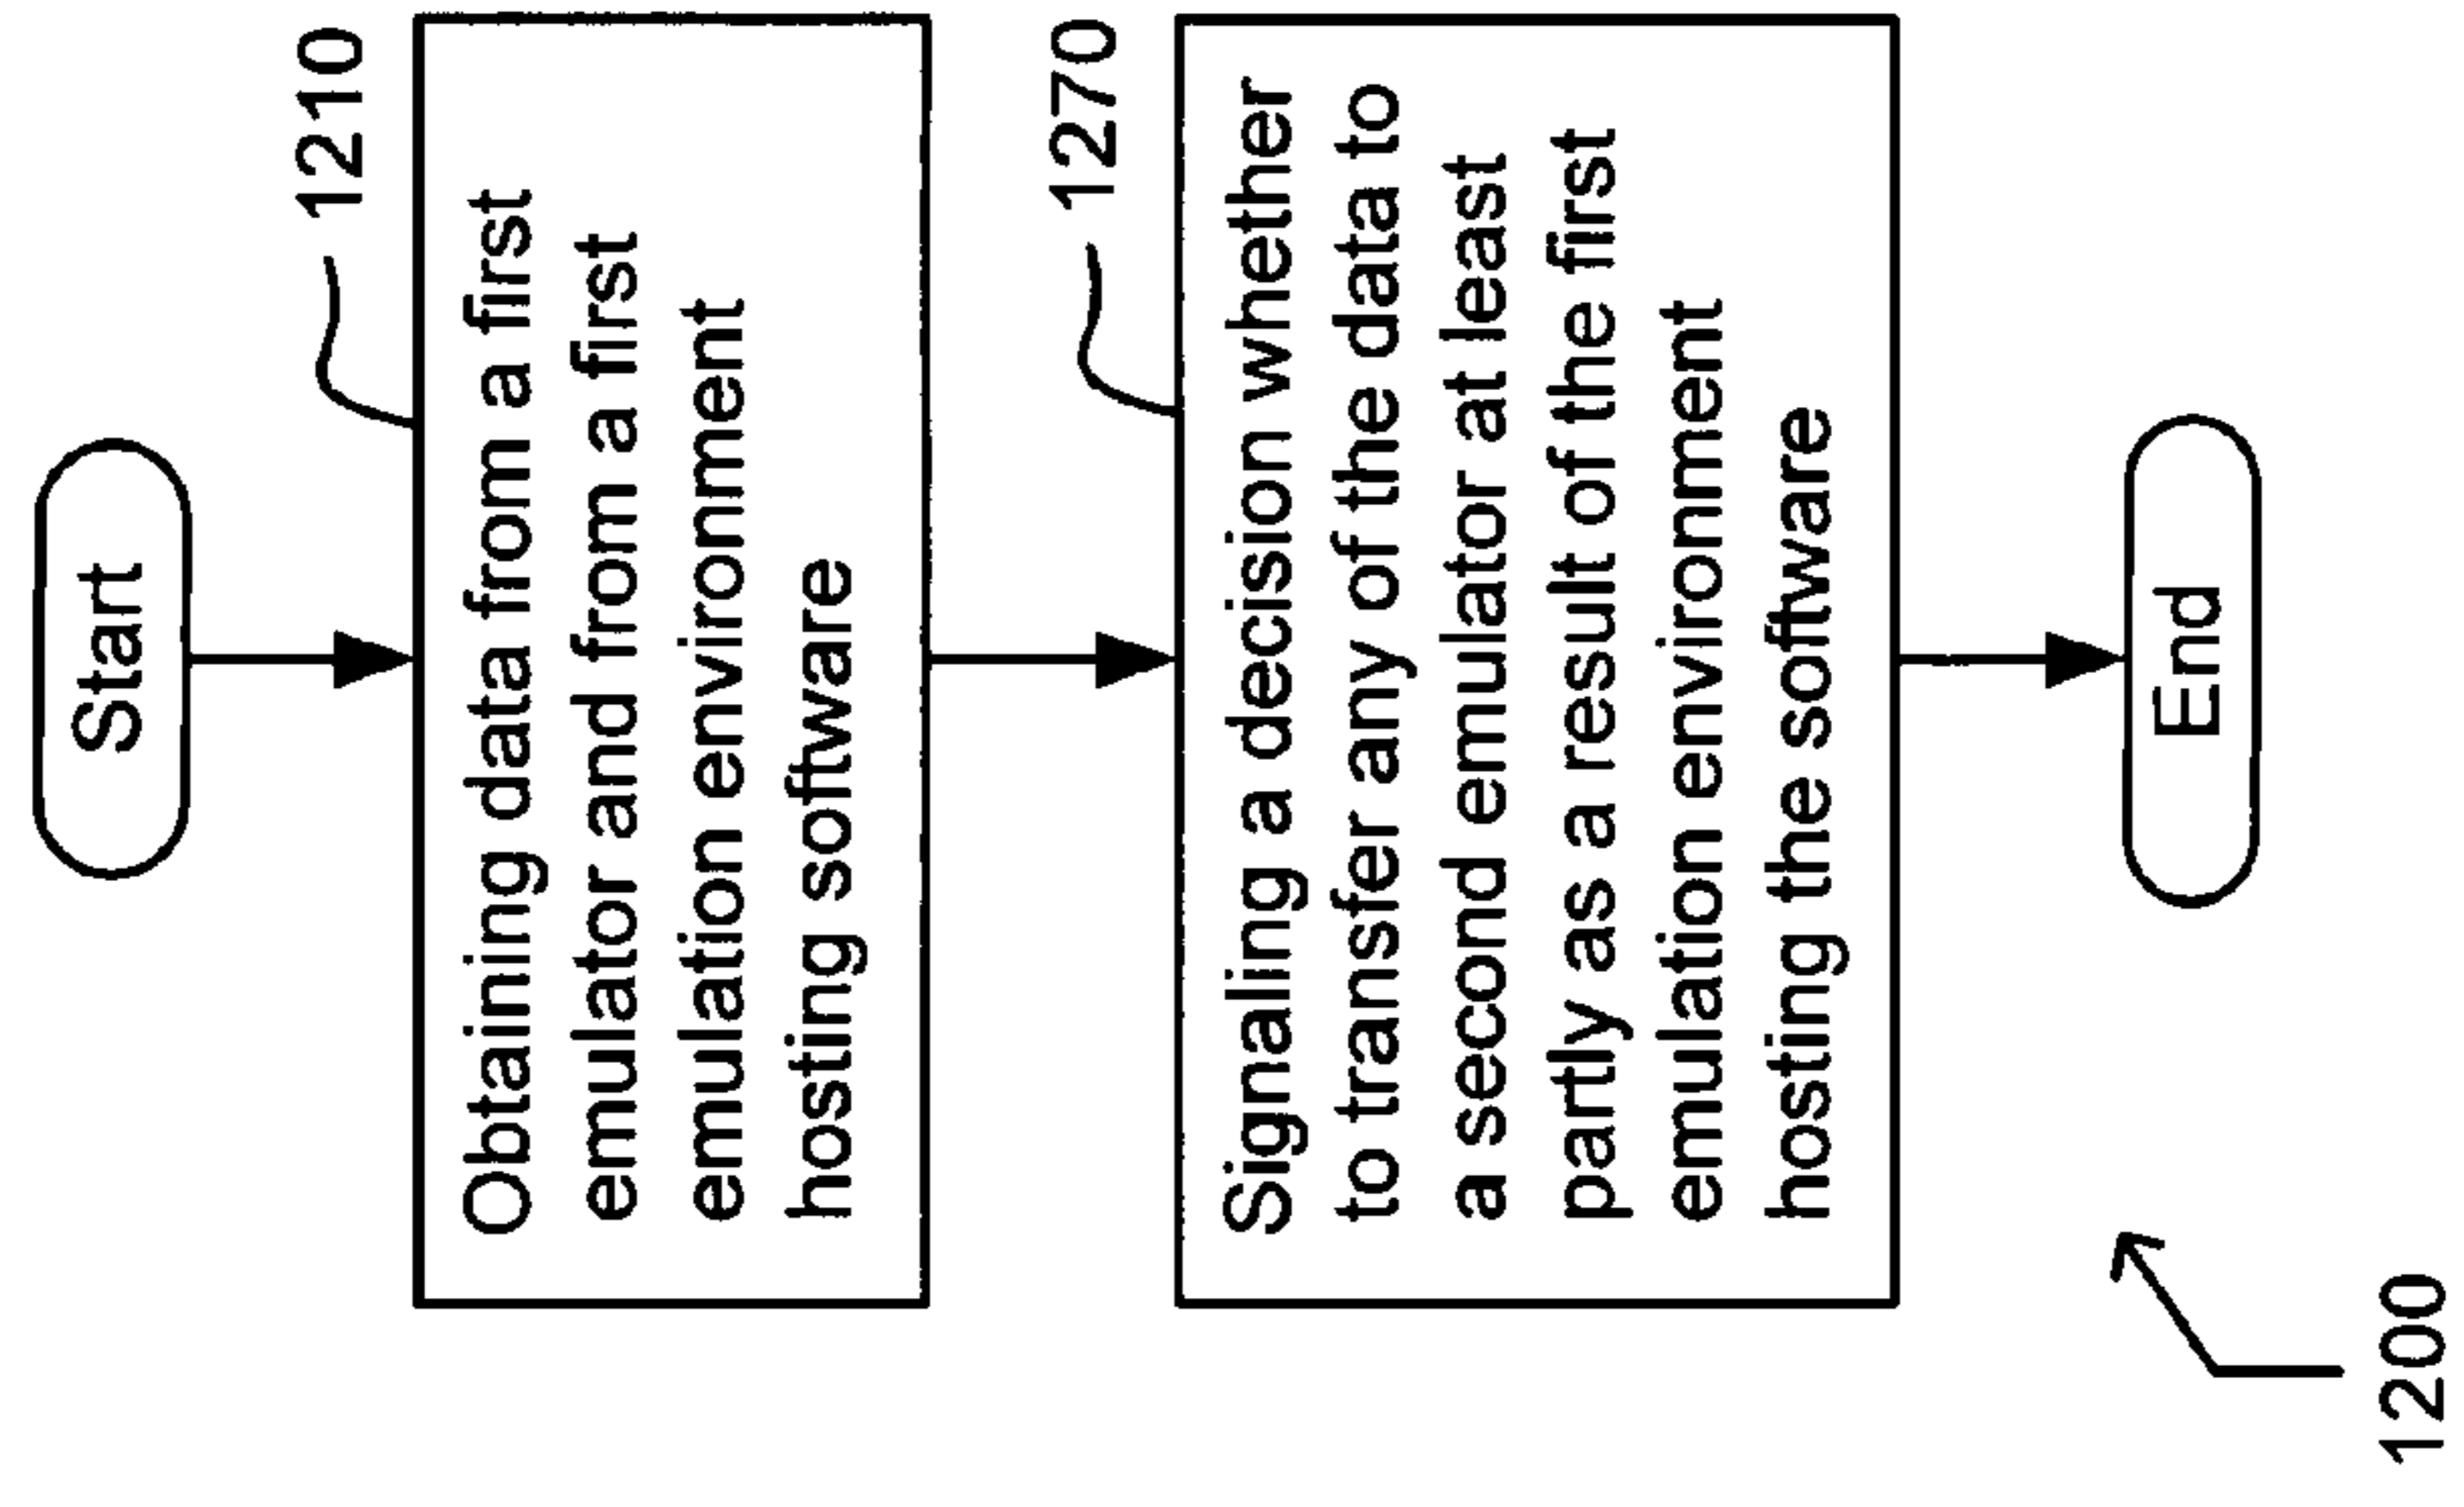 Start
1210
Obtaining data from a first
emulator and from a first
emulation environment
hosting software
1270
Signaling a decision whether
to transfer any of the data to
a second emulator at least
partly as a result of the first
emulation environment
hosting the software
End
1200